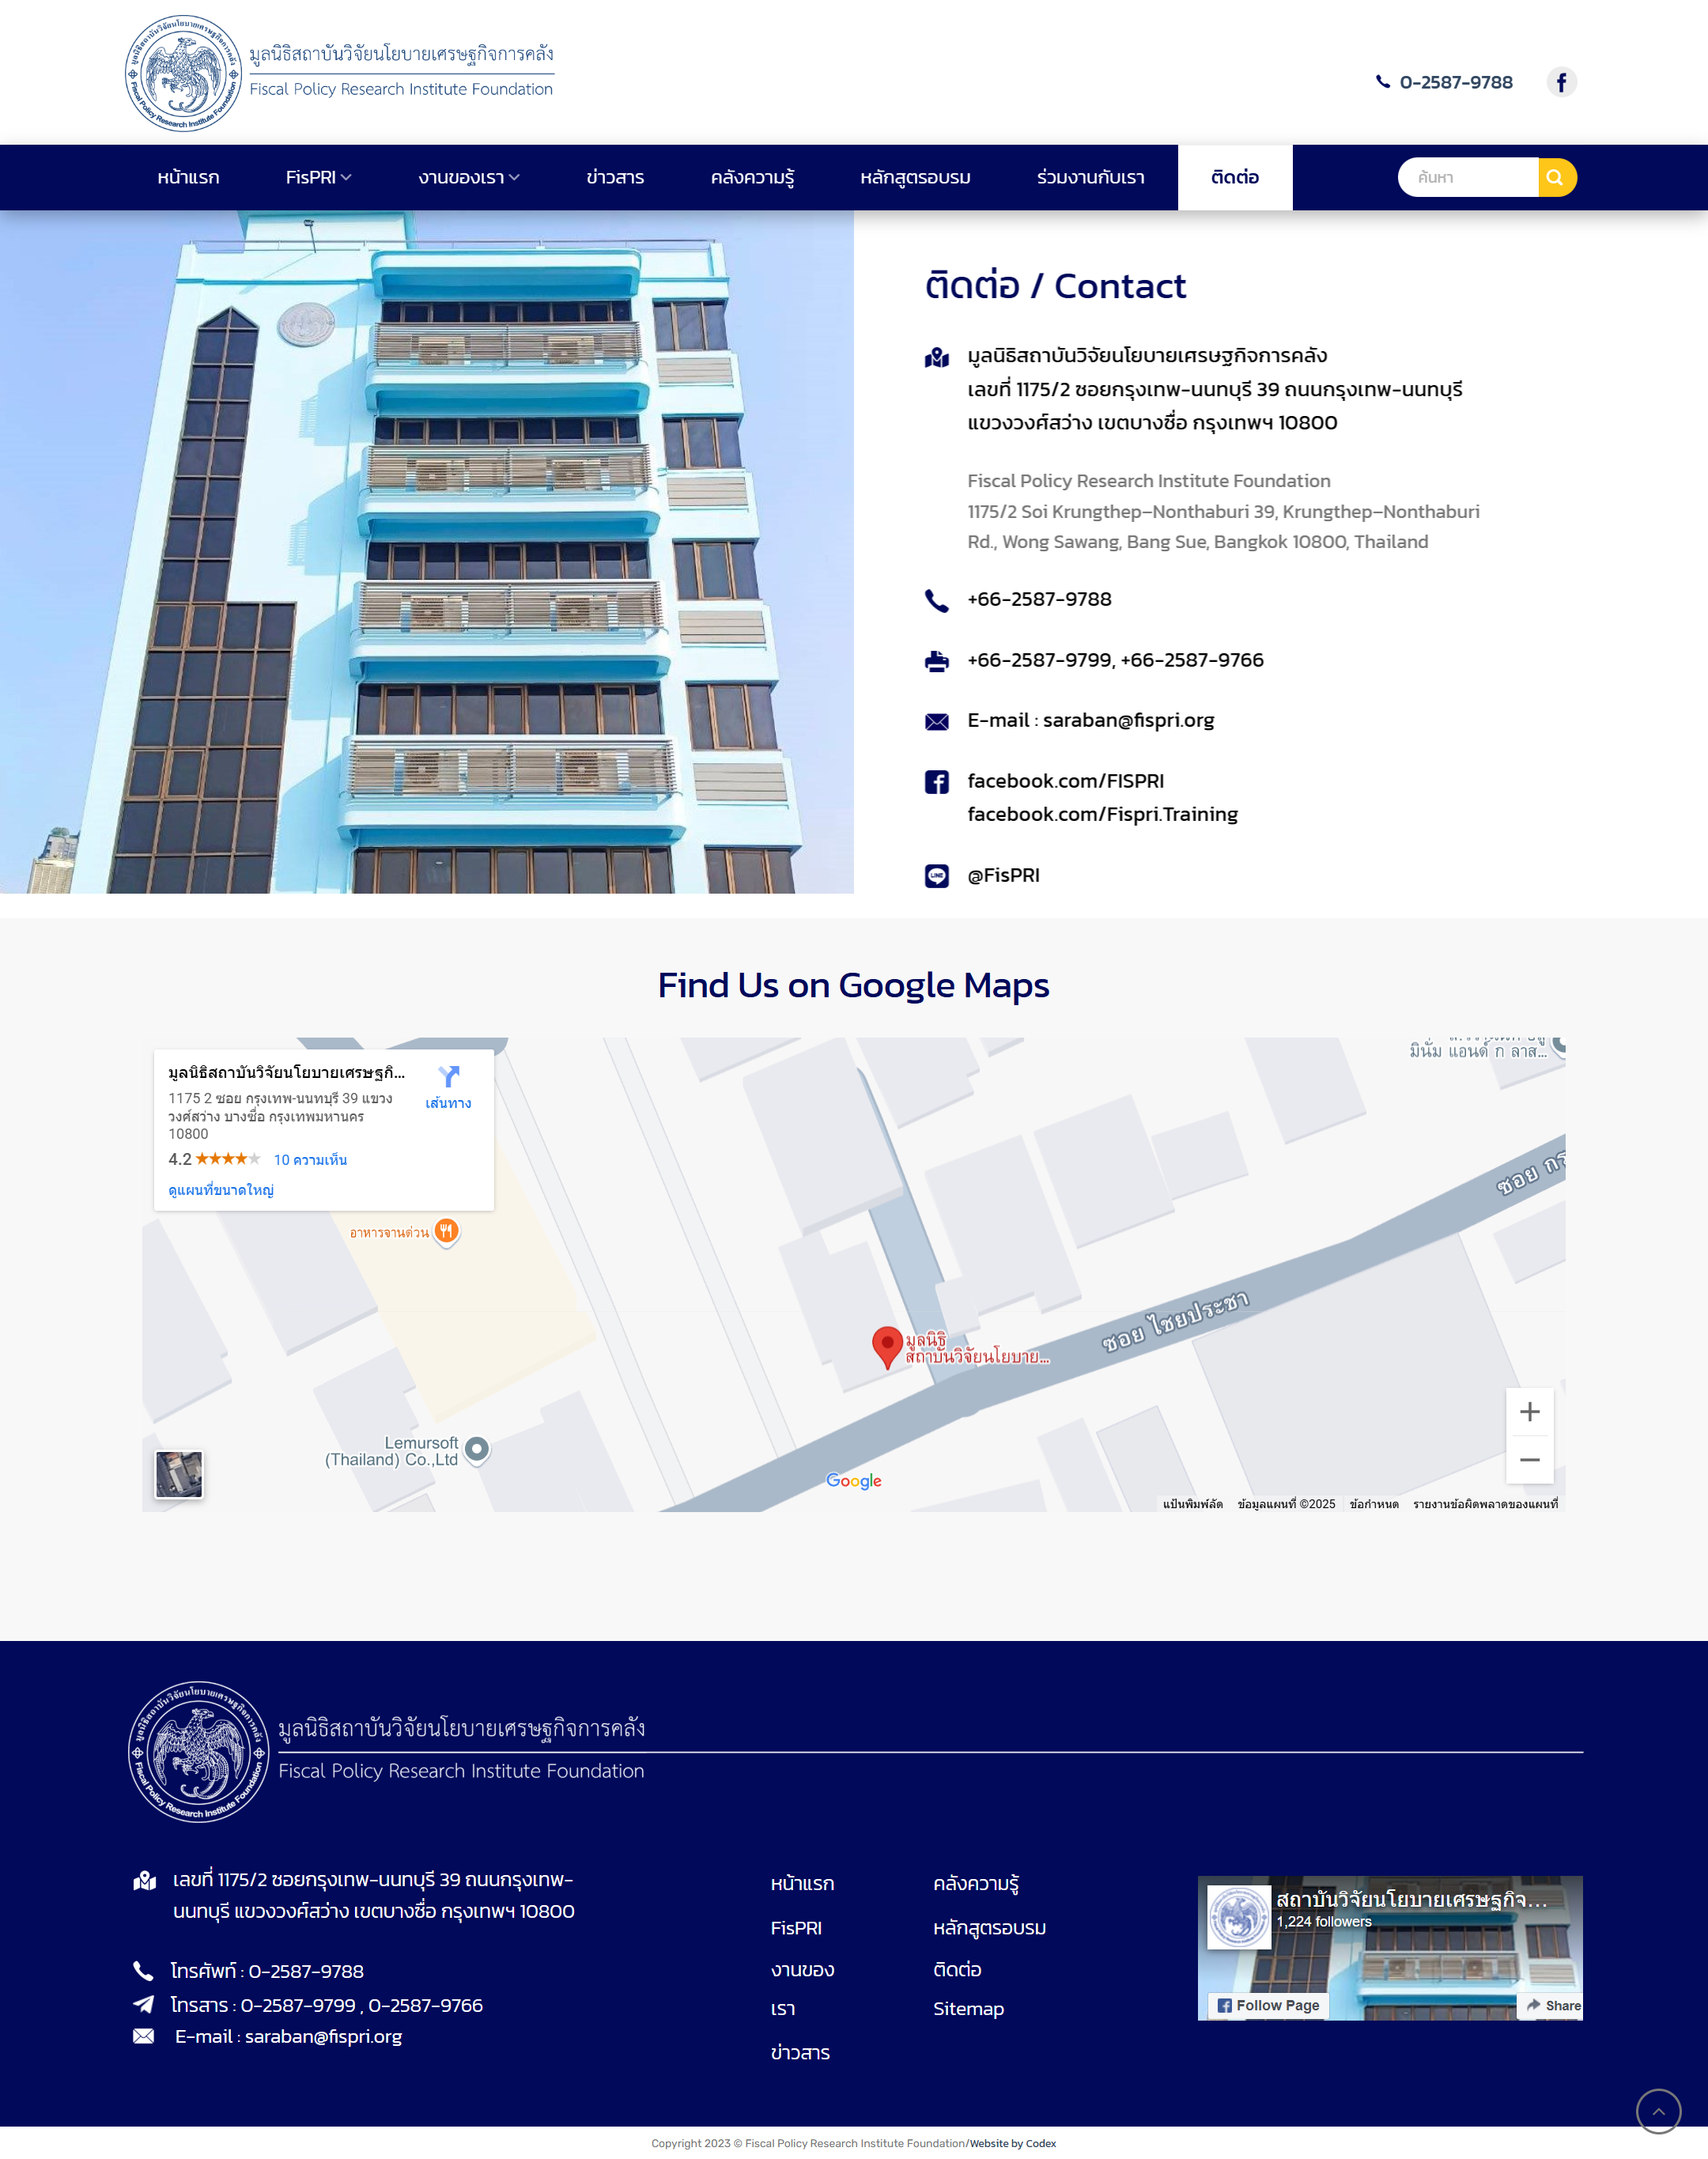 มูลนิธิสถาบันวิจัยนโยบายเศรษฐกิจการคลัง
Fiscal Policy Research Institute Foundation
0-2587-9788
หน้าแรก
FisPRI
งานของเรา
ข่าวสาร
คลังความรู้
หลักสูตรอบรม
ร่วมงานกับเรา
ติดต่อ
ค้นหา
ติดต่อ / Contact
มูลนิธิสถาบันวิจัยนโยบายเศรษฐกิจการคลัง
เลขที่ 1175/2 ซอยกรุงเทพ-นนทบุรี 39 ถนนกรุงเทพ-นนทบุรี
แขวงวงศ์สว่าง เขตบางซื่อ กรุงเทพฯ 10800
Fiscal Policy Research Institute Foundation
1175/2 Soi Krungthep–Nonthaburi 39, Krungthep–Nonthaburi
Rd., Wong Sawang, Bang Sue, Bangkok 10800, Thailand
+66-2587-9788
+66-2587-9799, +66-2587-9766
E-mail : saraban@fispri.org
facebook.com/FISPRI
facebook.com/Fispri.Training
@FisPRI
Find Us on Google Maps
มูลนิธิสถาบันวิจัยนโยบายเศรษฐกิ...
1175 2 ซอย กรุงเทพ-นนทบุรี 39 แขวง
วงศ์สว่าง บางซื่อ กรุงเทพมหานคร
10800
เส้นทาง
4.2 10 ความเห็น
ดูแผนที่ขนาดใหญ่
มินัม แอนด์ ก ลาส...
ซอย กร
อาหารจานด่วน
ซอย ไชยประชา
มูลนิธิ
สถาบันวิจัยนโยบาย...
Lemursoft
(Thailand) Co.,Ltd
Google
แป้นพิมพ์ลัด ข้อมูลแผนที่ ©2025 ข้อกำหนด รายงานข้อผิดพลาดของแผนที่
มูลนิธิสถาบันวิจัยนโยบายเศรษฐกิจการคลัง
Fiscal Policy Research Institute Foundation
เลขที่ 1175/2 ซอยกรุงเทพ-นนทบุรี 39 ถนนกรุงเทพ-
นนทบุรี แขวงวงศ์สว่าง เขตบางซื่อ กรุงเทพฯ 10800
โทรศัพท์ : 0-2587-9788
โทรสาร : 0-2587-9799 , 0-2587-9766
E-mail : saraban@fispri.org
หน้าแรก
FisPRI
งานของ
เรา
ข่าวสาร
คลังความรู้
หลักสูตรอบรม
ติดต่อ
Sitemap
สถาบันวิจัยนโยบายเศรษฐกิจ...
1,224 followers
Follow Page
Share
Copyright 2023 © Fiscal Policy Research Institute Foundation/Website by Codex